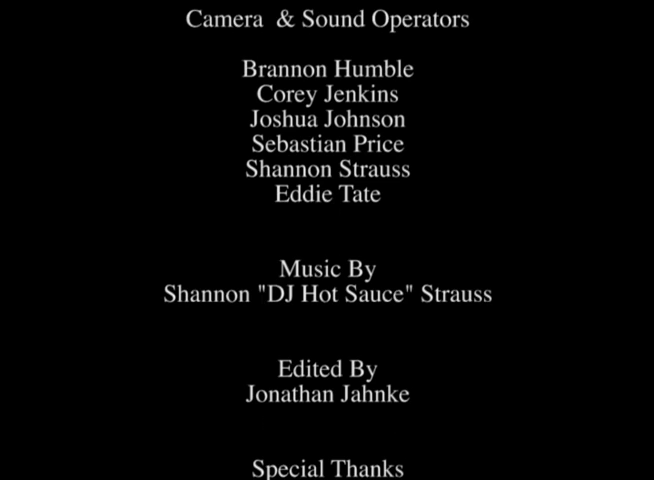 Camera  & Sound Operators
Brannon Humble
Corey Jenkins
Joshua Johnson
Sebastian Price
Shannon Strauss
Eddie Tate
Music By
Shannon "DJ Hot Sauce" Strauss
Edited By
Jonathan Jahnke
Special Thanks